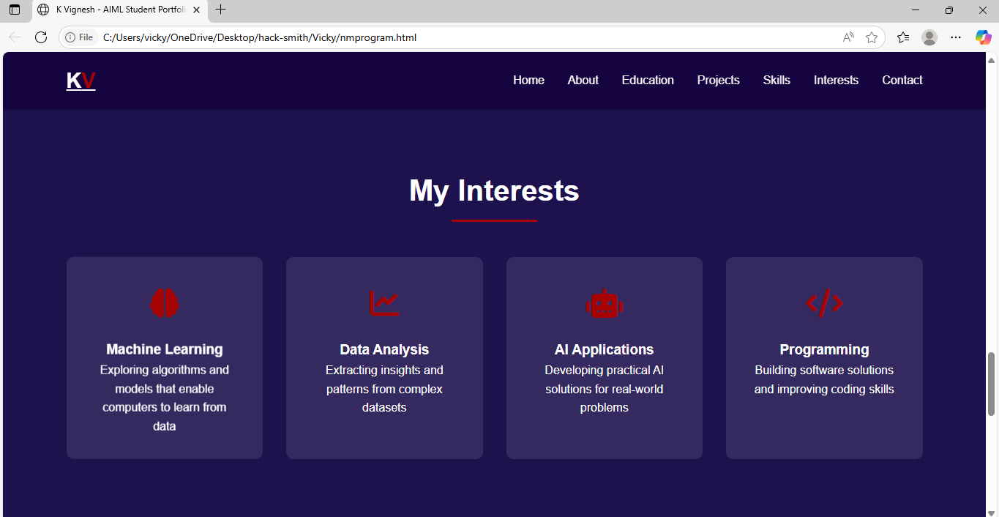 K Vignesh - AIML Student Portfoli
File C:/Users/vicky/OneDrive/Desktop/hack-smith/Vicky/nmprogram.html
KV Home About Education Projects Skills Interests Contact
My Interests
Machine Learning
Exploring algorithms and
models that enable
computers to learn from
data
Data Analysis
Extracting insights and
patterns from complex
datasets
AI Applications
Developing practical AI
solutions for real-world
problems
Programming
Building software solutions
and improving coding skills